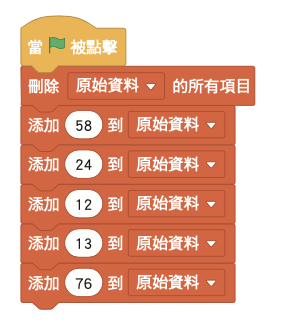 當 被點擊
刪除 原始資料 的所有項目
添加 58 到 原始資料
添加 24 到 原始資料
添加 12 到 原始資料
添加 13 到 原始資料
添加 76 到 原始資料